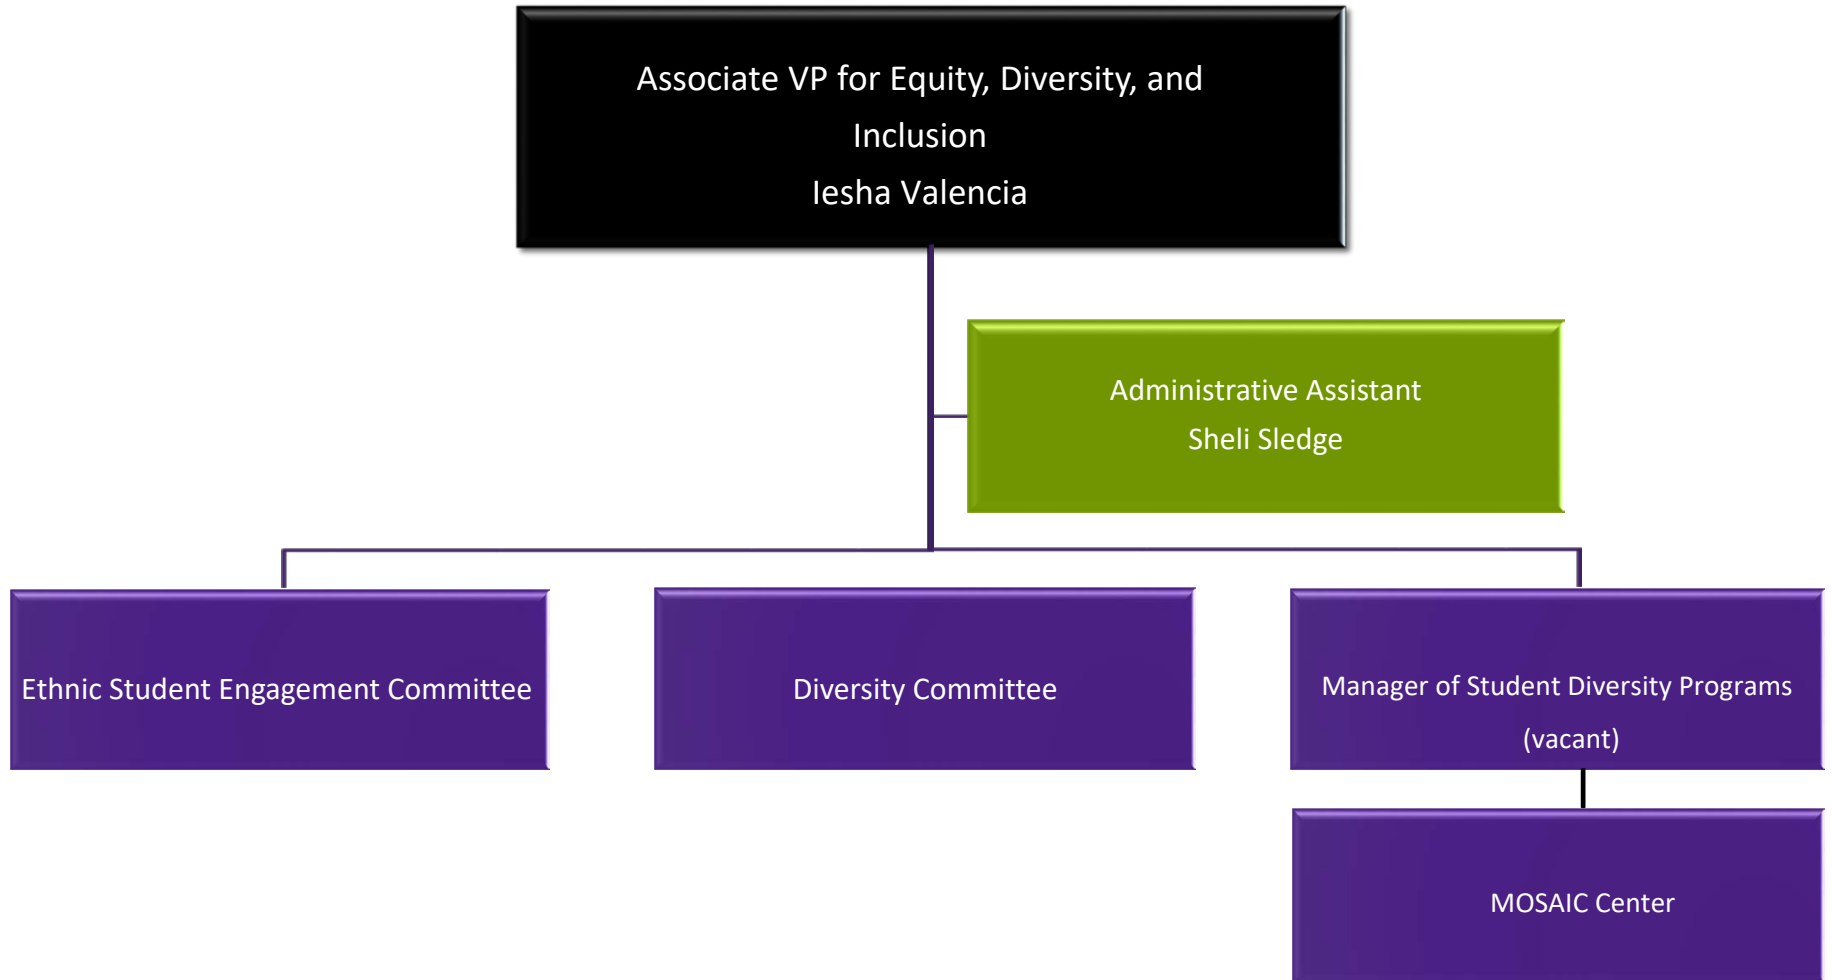 Associate VP for Equity, Diversity, and
Inclusion
Iesha Valencia
Administrative Assistant
Sheli Sledge
Ethnic Student Engagement Committee
Diversity Committee
Manager of Student Diversity Programs
(vacant)
MOSAIC Center